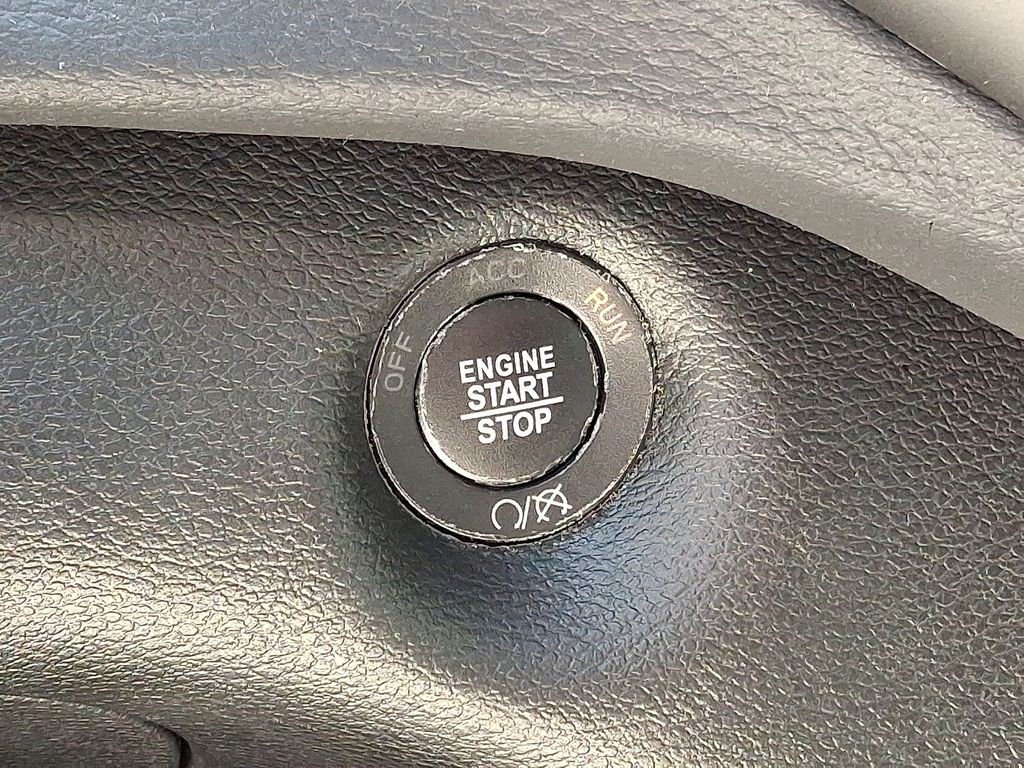 OFF
ACC
RUN
ENGINE
START
STOP